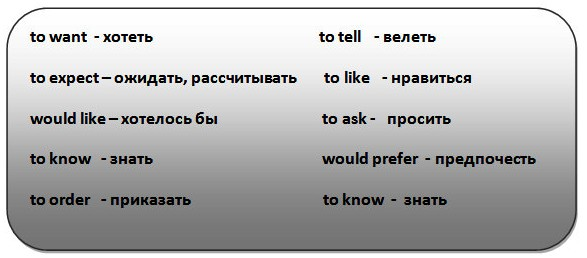 to want - хотеть
to tell - велеть
to expect – ожидать, рассчитывать
to like - нравиться
would like – хотелось бы
to ask - просить
to know - знать
would prefer - предпочесть
to order - приказать
to know - знать